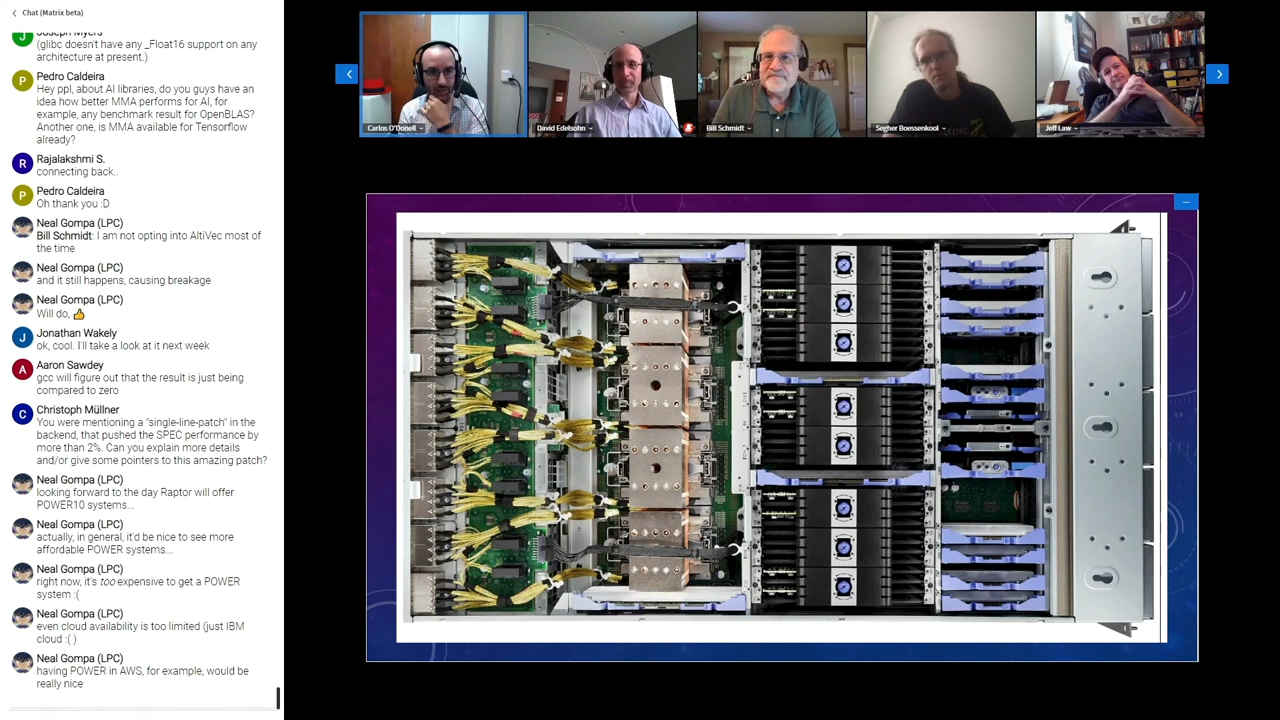 Chat (Matrix beta)
J
Joseph Myers
(glibc doesn't have any _Float16 support on any
architecture at present.)
P
Pedro Caldeira
Hey ppl, about AI libraries, do you guys have an
idea how better MMA performs for AI, for
example, any benchmark result for OpenBLAS?
Another one, is MMA available for Tensorflow
already?
R
Rajalakshmi S.
connecting back..
P
Pedro Caldeira
Oh thank you :D
Neal Gompa (LPC)
Bill Schmidt: I am not opting into AltiVec most of
the time
Neal Gompa (LPC)
and it still happens, causing breakage
Neal Gompa (LPC)
Will do, 👍
J
Jonathan Wakely
ok, cool. I'll take a look at it next week
A
Aaron Sawdey
gcc will figure out that the result is just being
compared to zero
C
Christoph Müllner
You were mentioning a "single-line-patch" in the
backend, that pushed the SPEC performance by
more than 2%. Can you explain more details
and/or give some pointers to this amazing patch?
Neal Gompa (LPC)
looking forward to the day Raptor will offer
POWER10 systems...
Neal Gompa (LPC)
actually, in general, it'd be nice to see more
affordable POWER systems...
Neal Gompa (LPC)
right now, it's too expensive to get a POWER
system :(
Neal Gompa (LPC)
even cloud availability is too limited (just IBM
cloud :( )
Neal Gompa (LPC)
having POWER in AWS, for example, would be
really nice
Carlos O'Donell
David Edelsohn
Bill Schmidt
Segher Boessenkool
Jeff Law